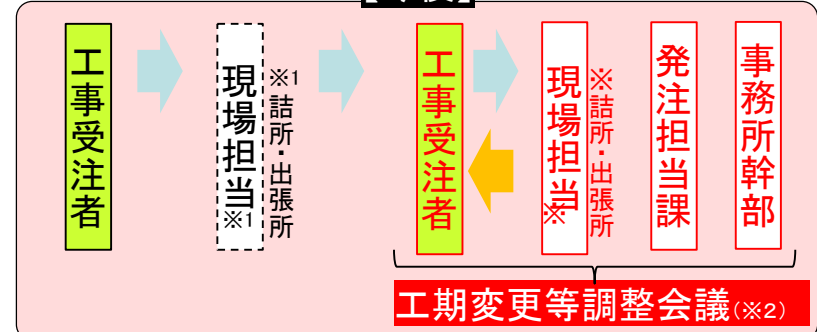 工事受注者
現場担当※1
※1詰所・出張所
工事受注者
現場担当※
※詰所・出張所
発注担当課
事務所幹部
工期変更等調整会議(※2)